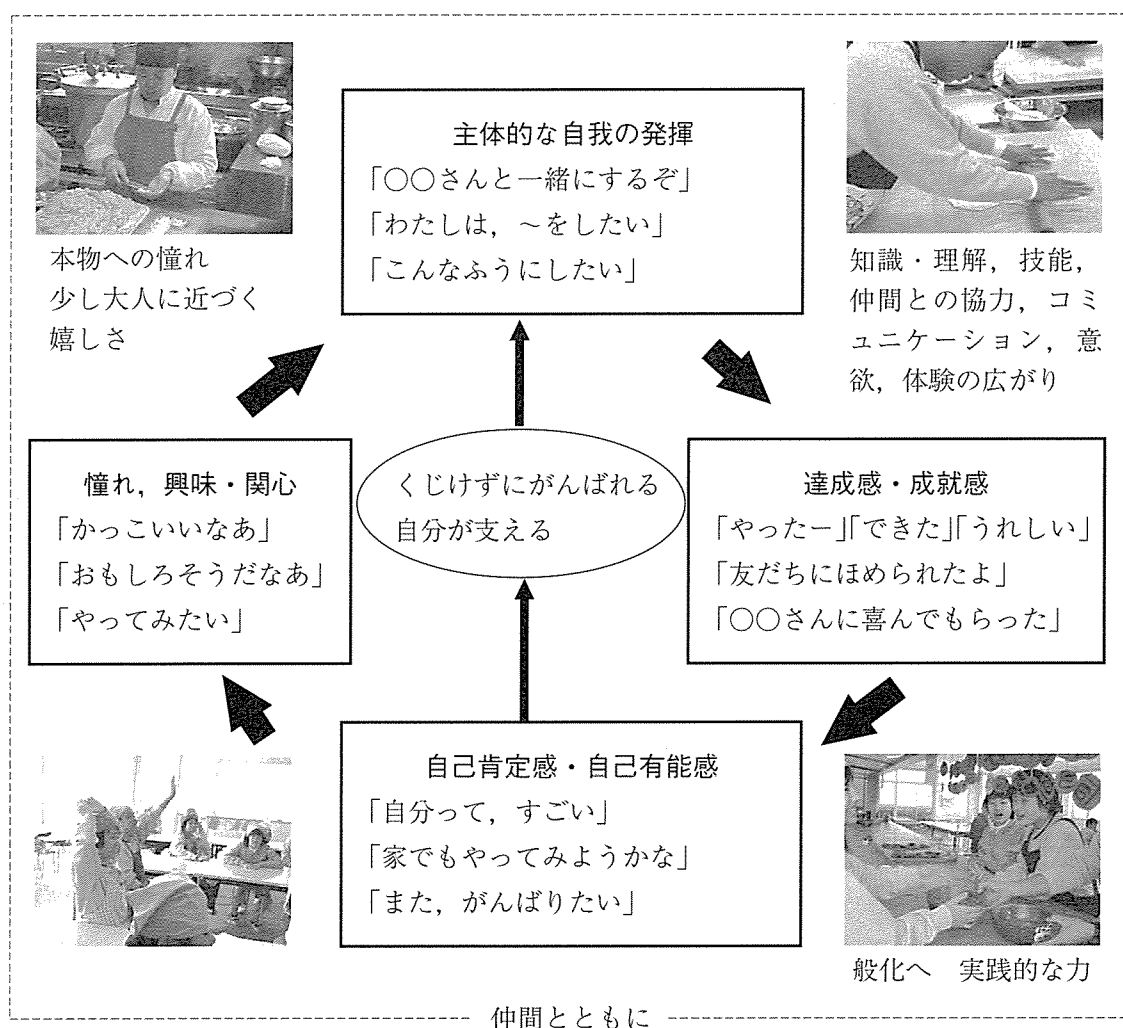 主体的な自我の発揮
「○○さんと一緒にするぞ」
「わたしは，～をしたい」
「こんなふうにしたい」
本物への憧れ
少し大人に近づく
嬉しさ
知識・理解，技能，
仲間との協力，コミ
ュニケーション，意
欲，体験の広がり
憧れ，興味・関心
「かっこいいなあ」
「おもしろそうだなあ」
「やってみたい」
くじけずにがんばれる
自分が支える
達成感・成就感
「やったー」「できた」「うれしい」
「友だちにほめられたよ」
「○○さんに喜んでもらった」
自己肯定感・自己有能感
「自分って，すごい」
「家でもやってみようかな」
「また，がんばりたい」
般化へ　実践的な力
仲間とともに